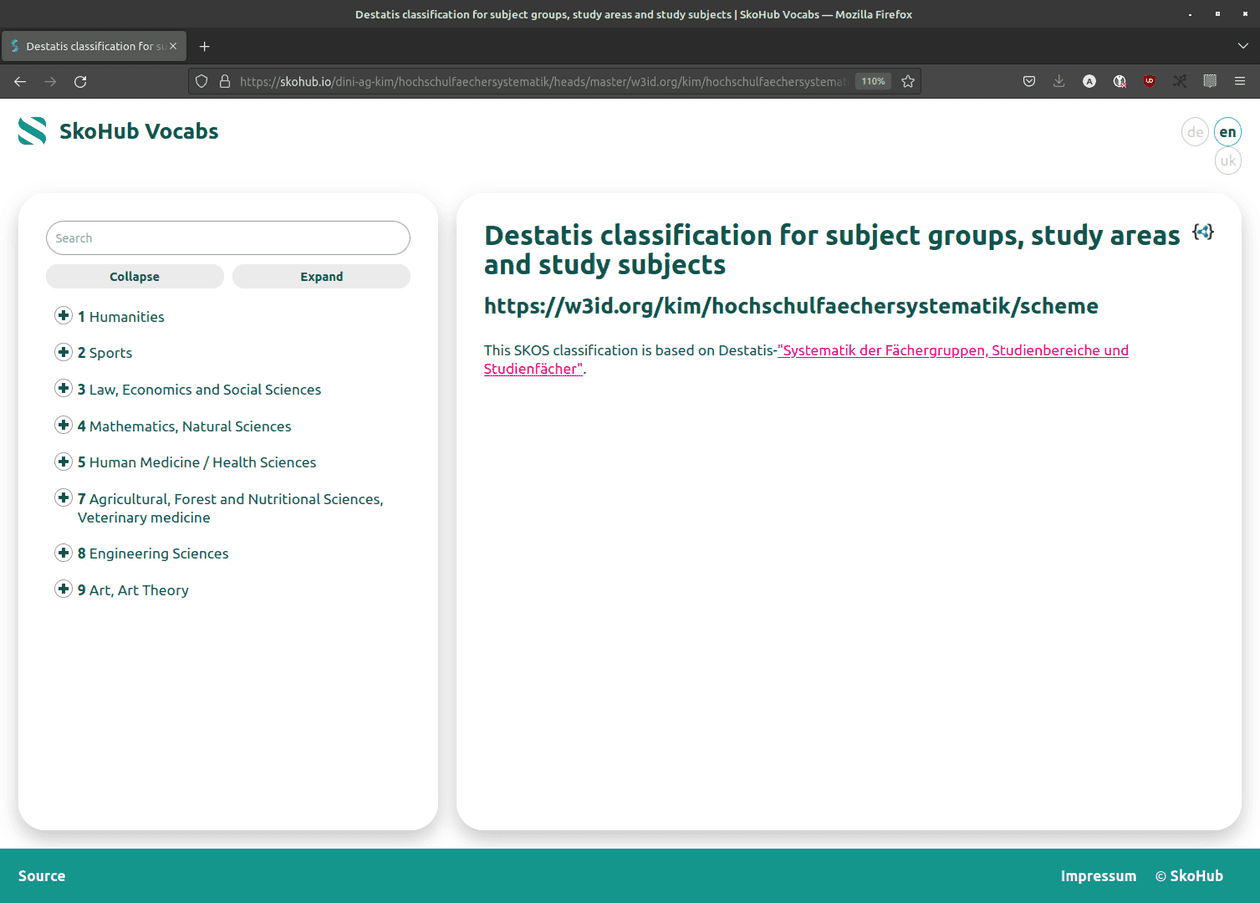 Destatis classification for subject groups, study areas and study subjects | SkoHub Vocabs — Mozilla Firefox
Destatis classification for su
https://skohub.io/dini-ag-kim/hochschulfaechersystematik/heads/master/w3id.org/kim/hochschulfaechersystemat
110%
SkoHub Vocabs
de
en
uk
Search
Collapse
Expand
1 Humanities
2 Sports
3 Law, Economics and Social Sciences
4 Mathematics, Natural Sciences
5 Human Medicine / Health Sciences
7 Agricultural, Forest and Nutritional Sciences,
Veterinary medicine
8 Engineering Sciences
9 Art, Art Theory
Destatis classification for subject groups, study areas
and study subjects
https://w3id.org/kim/hochschulfaechersystematik/scheme
This SKOS classification is based on Destatis-"Systematik der Fächergruppen, Studienbereiche und
Studienfächer".
Source
Impressum
© SkoHub